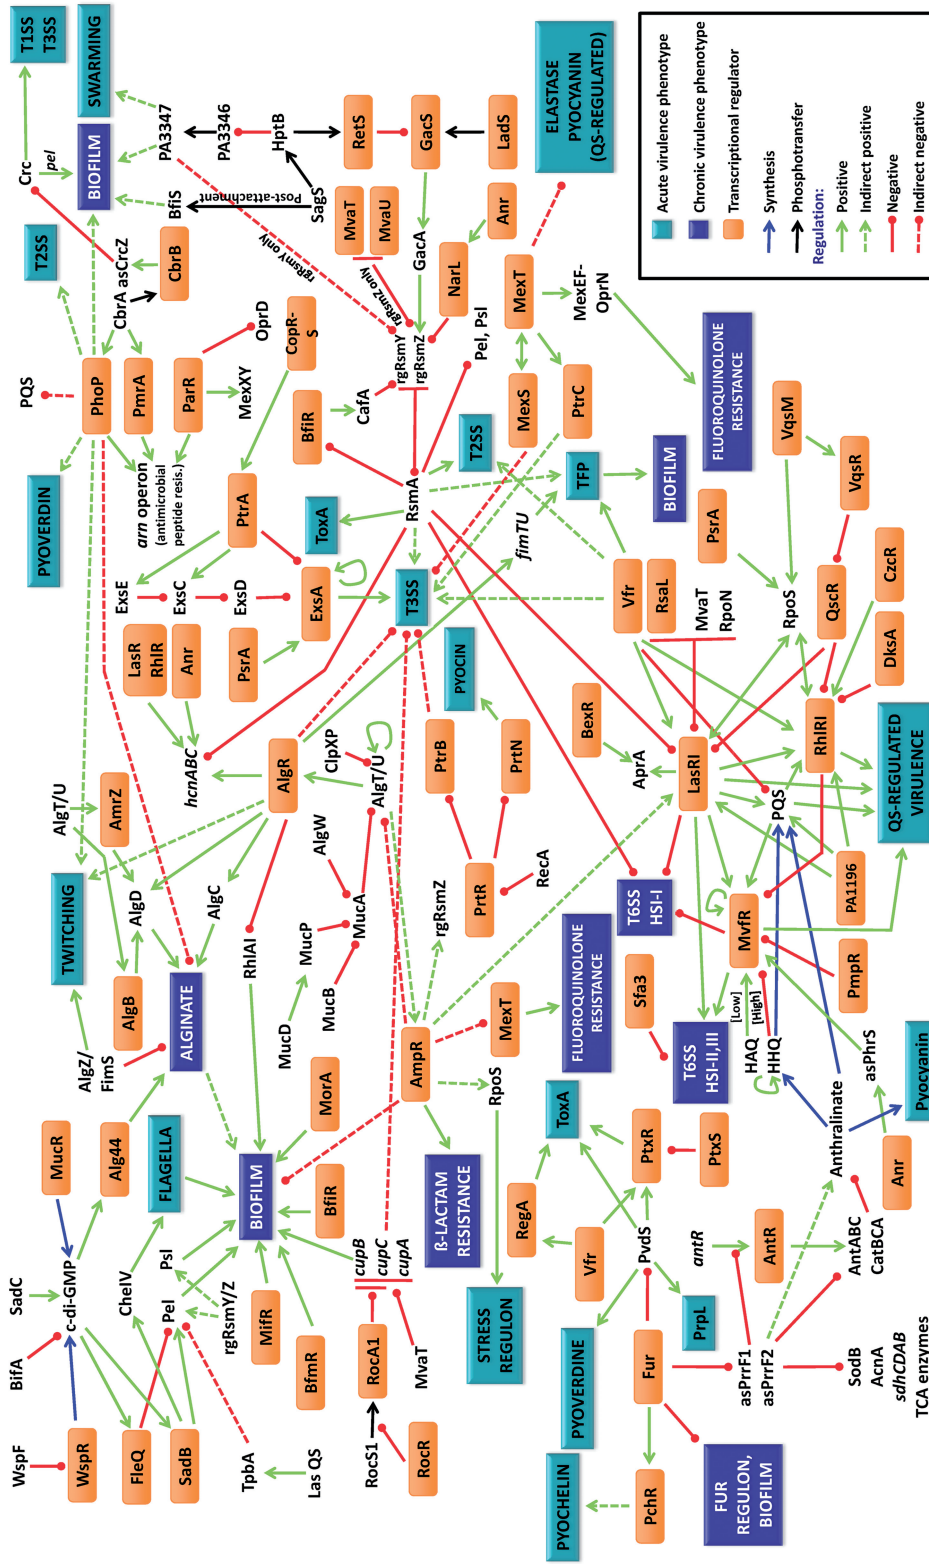 WspF
BifA
SadC
WspR
c-di-GMP
MucR
FleQ
SadB
Alg44
CheIV
FLAGELLA
Pel
Psl
TpbA
Las QS
rgRsmY/Z
MifR
BfmR
BIOFILM
BfiR
MorA
RocS1
RocA1
RocR
cupB
cupC
cupA
MvaT
AlgZ/
FimS
TWITCHING
AlgT/U
AmrZ
AlgB
AlgD
ALGINATE
AlgC
RhlAI
MucD
MucP
MucB
MucA
AlgW
AlgT/U
ClpXP
AlgR
hcnABC
LasR
RhlR
Anr
PsrA
ExsE
ExsC
ExsD
ExsA
PtrA
PYOVERDIN
PQS
PhoP
PmrA
ParR
arn operon
(antimicrobial
peptide resis.)
MexXY
OprD
CopR-
S
T2SS
CbrA
asCrcZ
CbrB
Crc
pel
T1SS
T3SS
BIOFILM
SWARMING
BfiS
PA3347
PA3346
HptB
SagS
Post-attachment
RetS
GacS
LadS
GacA
MvaT
MvaU
NarL
Anr
rgRsmY only
rgRsmZ only
rgRsmY
rgRsmZ
BfiR
CafA
RsmA
Pel, Psl
ToxA
T3SS
T2SS
MexS
MexT
PtrC
MexEF-
OprN
ELASTASE
PYOCYANIN
(QS-REGULATED)
TFP
fimTU
BIOFILM
FLUOROQUINOLONE
RESISTANCE
ß-LACTAM
RESISTANCE
AmpR
RpoS
STRESS
REGULON
MexT
FLUOROQUINOLONE
RESISTANCE
rgRsmZ
PtrR
RecA
PtrB
PrtN
PYOCIN
Vfr
RsaL
MvaT
RpoN
PsrA
VqsM
VqsR
RpoS
QscR
CzcR
DksA
BexR
AprA
LasRI
RhlRI
PQS
QS-REGULATED
VIRULENCE
PA1196
T6SS
HSI-I
Sfa3
T6SS
HSI-II,III
MvfR
PmpR
HAQ
HHQ
[Low]
[High]
asPhrS
Anthralinate
Pyocyanin
Anr
RegA
ToxA
Vfr
PtxR
PtxS
PvdS
PYOVERDINE
PYOCHELIN
PrpL
Fur
PchR
FUR
REGULON,
BIOFILM
antR
AntR
AntABC
CatBCA
asPrrF1
asPrrF2
SodB
AcnA
sdhCDAB
TCA enzymes
Acute virulence phenotype
Chronic virulence phenotype
Transcriptional regulator
Synthesis
Phosphotransfer
Regulation:
Positive
Indirect positive
Negative
Indirect negative